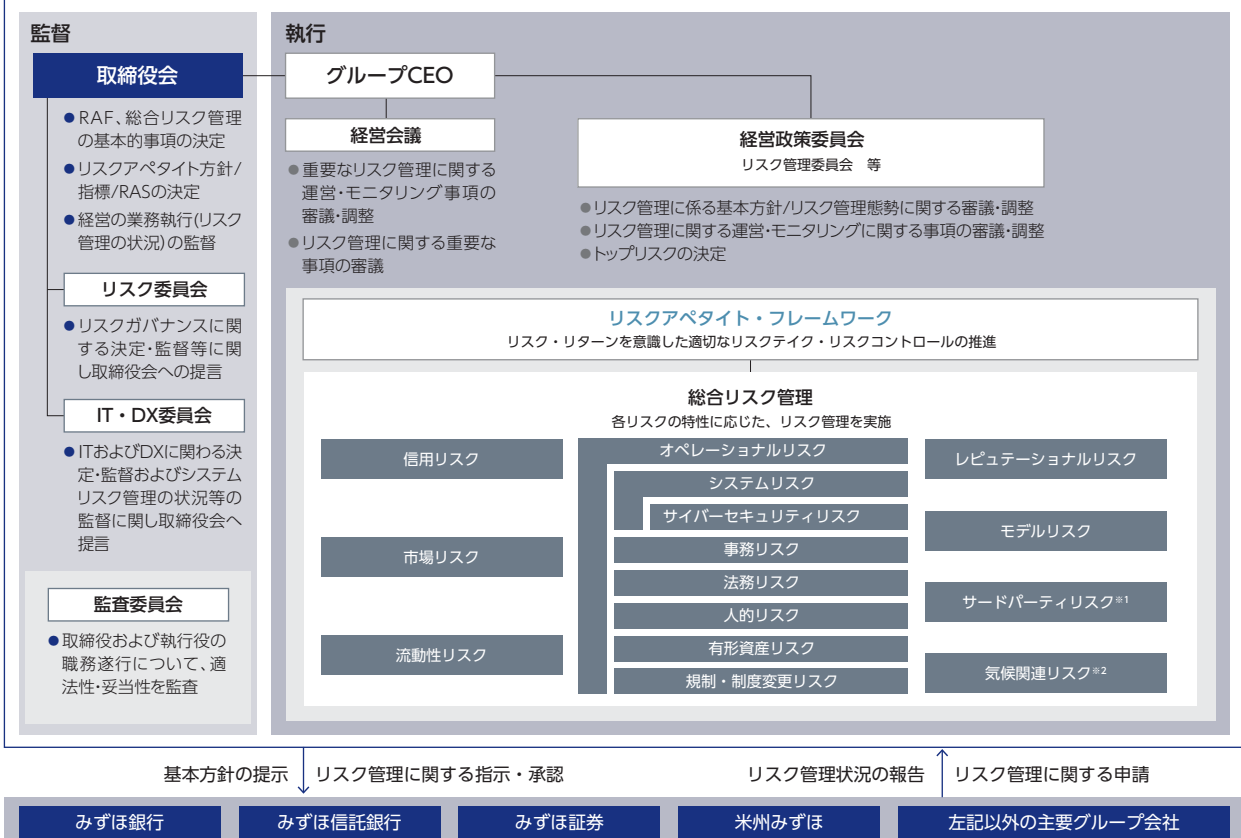 監督
取締役会
●RAF、総合リスク管理
の基本的事項の決定
●リスクアペタイト方針/
指標/RASの決定
●経営の業務執行(リスク
管理の状況)の監督
リスク委員会
●リスクガバナンスに関
する決定・監督等に関
し取締役会への提言
IT・DX委員会
●ITおよびDXに関わる決
定・監督およびシステム
リスク管理の状況等の
監督に関し取締役会へ
提言
監査委員会
●取締役および執行役の
職務遂行について、適
法性・妥当性を監査
執行
グループCEO
経営会議
●重要なリスク管理に関する
運営・モニタリング事項の
審議・調整
●リスク管理に関する重要な
事項の審議
経営政策委員会
リスク管理委員会 等
●リスク管理に係る基本方針/リスク管理態勢に関する審議・調整
●リスク管理に関する運営・モニタリングに関する事項の審議・調整
●トップリスクの決定
リスクアペタイト・フレームワーク
リスク・リターンを意識した適切なリスクテイク・リスクコントロールの推進
総合リスク管理
各リスクの特性に応じた、リスク管理を実施
信用リスク
市場リスク
流動性リスク
オペレーショナルリスク
システムリスク
サイバーセキュリティリスク
事務リスク
法務リスク
人的リスク
有形資産リスク
規制・制度変更リスク
レピュテーショナルリスク
モデルリスク
サードパーティリスク※1
気候関連リスク※2
基本方針の提示
リスク管理に関する指示・承認
リスク管理状況の報告
リスク管理に関する申請
みずほ銀行
みずほ信託銀行
みずほ証券
米州みずほ
左記以外の主要グループ会社